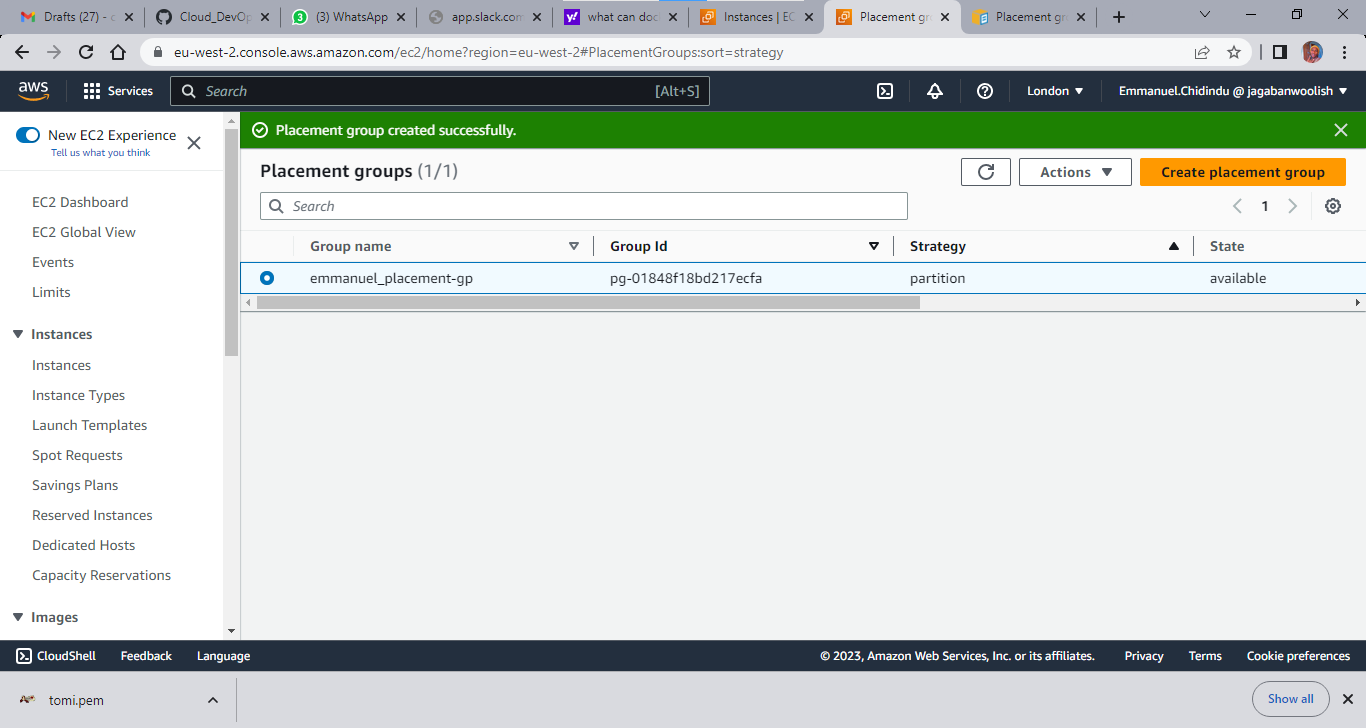 Drafts (27) - c
Cloud_DevOp
(3) WhatsApp
app.slack.com
what can doc
Instances | EC
Placement gr
Placement gr
eu-west-2.console.aws.amazon.com/ec2/home?region=eu-west-2#PlacementGroups:sort=strategy
aws
Services
Search
[Alt+S]
London
Emmanuel.Chidindu @ jagabanwoolish
New EC2 Experience
Tell us what you think
EC2 Dashboard
EC2 Global View
Events
Limits
Instances
Instances
Instance Types
Launch Templates
Spot Requests
Savings Plans
Reserved Instances
Dedicated Hosts
Capacity Reservations
Images
Placement group created successfully.
Placement groups (1/1)
Actions
Create placement group
Search
1
Group name
Group Id
Strategy
State
emmanuel_placement-gp
pg-01848f18bd217ecfa
partition
available
CloudShell
Feedback
Language
© 2023, Amazon Web Services, Inc. or its affiliates.
Privacy
Terms
Cookie preferences
tomi.pem
Show all